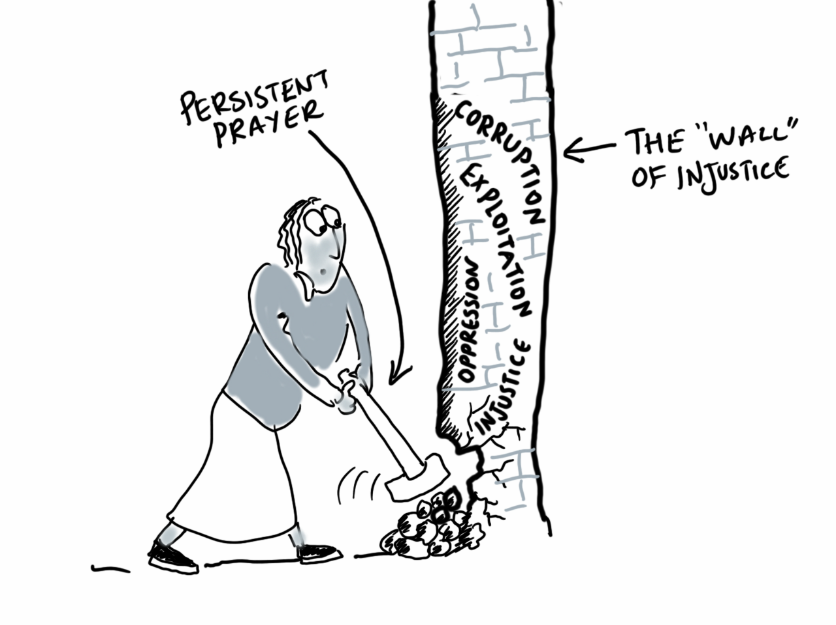 PERSISTENT
PRAYER
THE "WALL"
OF INJUSTICE
CORRUPTION
EXPLOITATION
OPPRESSION
INJUSTICE